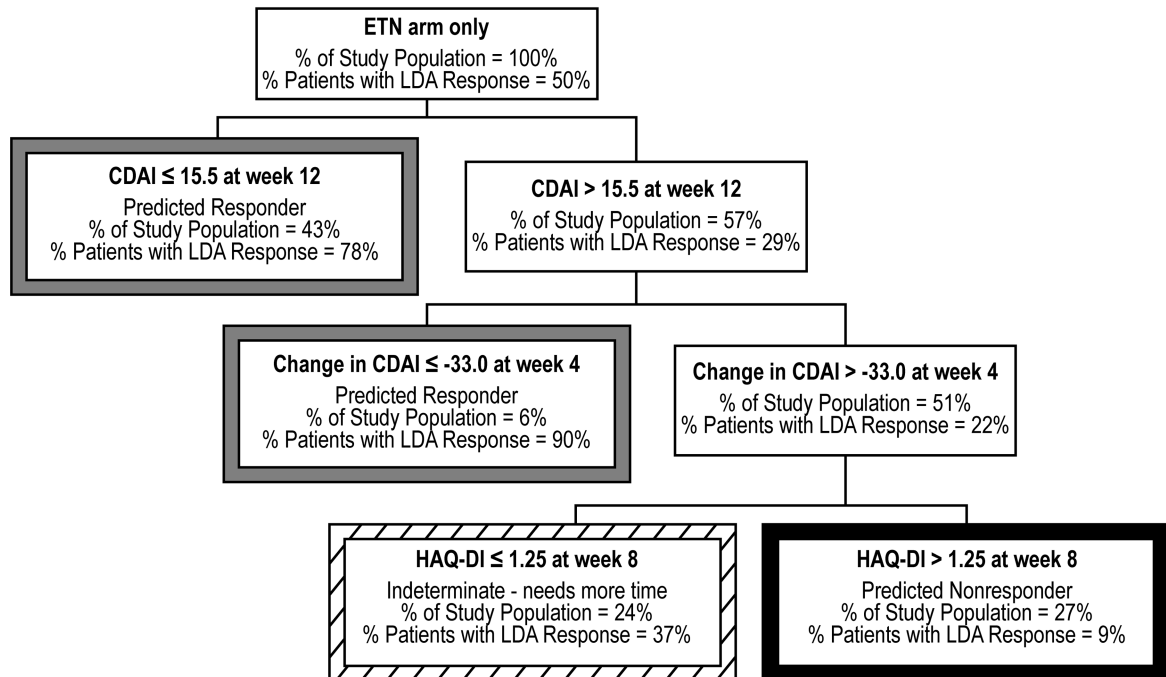 ETN arm only
% of Study Population = 100%
% Patients with LDA Response = 50%
CDAI ≤ 15.5 at week 12
Predicted Responder
% of Study Population = 43%
% Patients with LDA Response = 78%
CDAI > 15.5 at week 12
% of Study Population = 57%
% Patients with LDA Response = 29%
Change in CDAI ≤ -33.0 at week 4
Predicted Responder
% of Study Population = 6%
% Patients with LDA Response = 90%
Change in CDAI > -33.0 at week 4
% of Study Population = 51%
% Patients with LDA Response = 22%
HAQ-DI ≤ 1.25 at week 8
Indeterminate - needs more time
% of Study Population = 24%
% Patients with LDA Response = 37%
HAQ-DI > 1.25 at week 8
Predicted Nonresponder
% of Study Population = 27%
% Patients with LDA Response = 9%